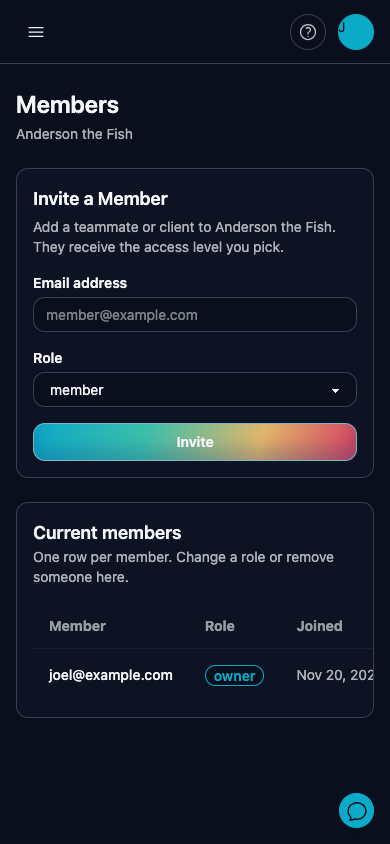 J
Members
Anderson the Fish
Invite a Member
Add a teammate or client to Anderson the Fish.
They receive the access level you pick.
Email address
member@example.com
Role
member
Invite
Current members
One row per member. Change a role or remove
someone here.
Member Role Joined
joel@example.com owner Nov 20, 202